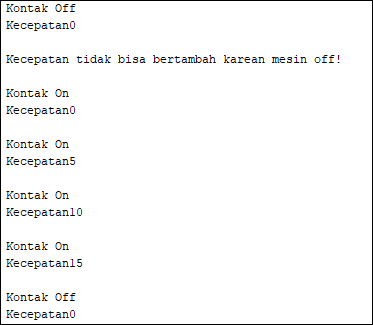 Kontak Off
Kecepatan0
Kecepatan tidak bisa bertambah karean mesin off!
Kontak On
Kecepatan0
Kontak On
Kecepatan5
Kontak On
Kecepatan10
Kontak On
Kecepatan15
Kontak Off
Kecepatan0